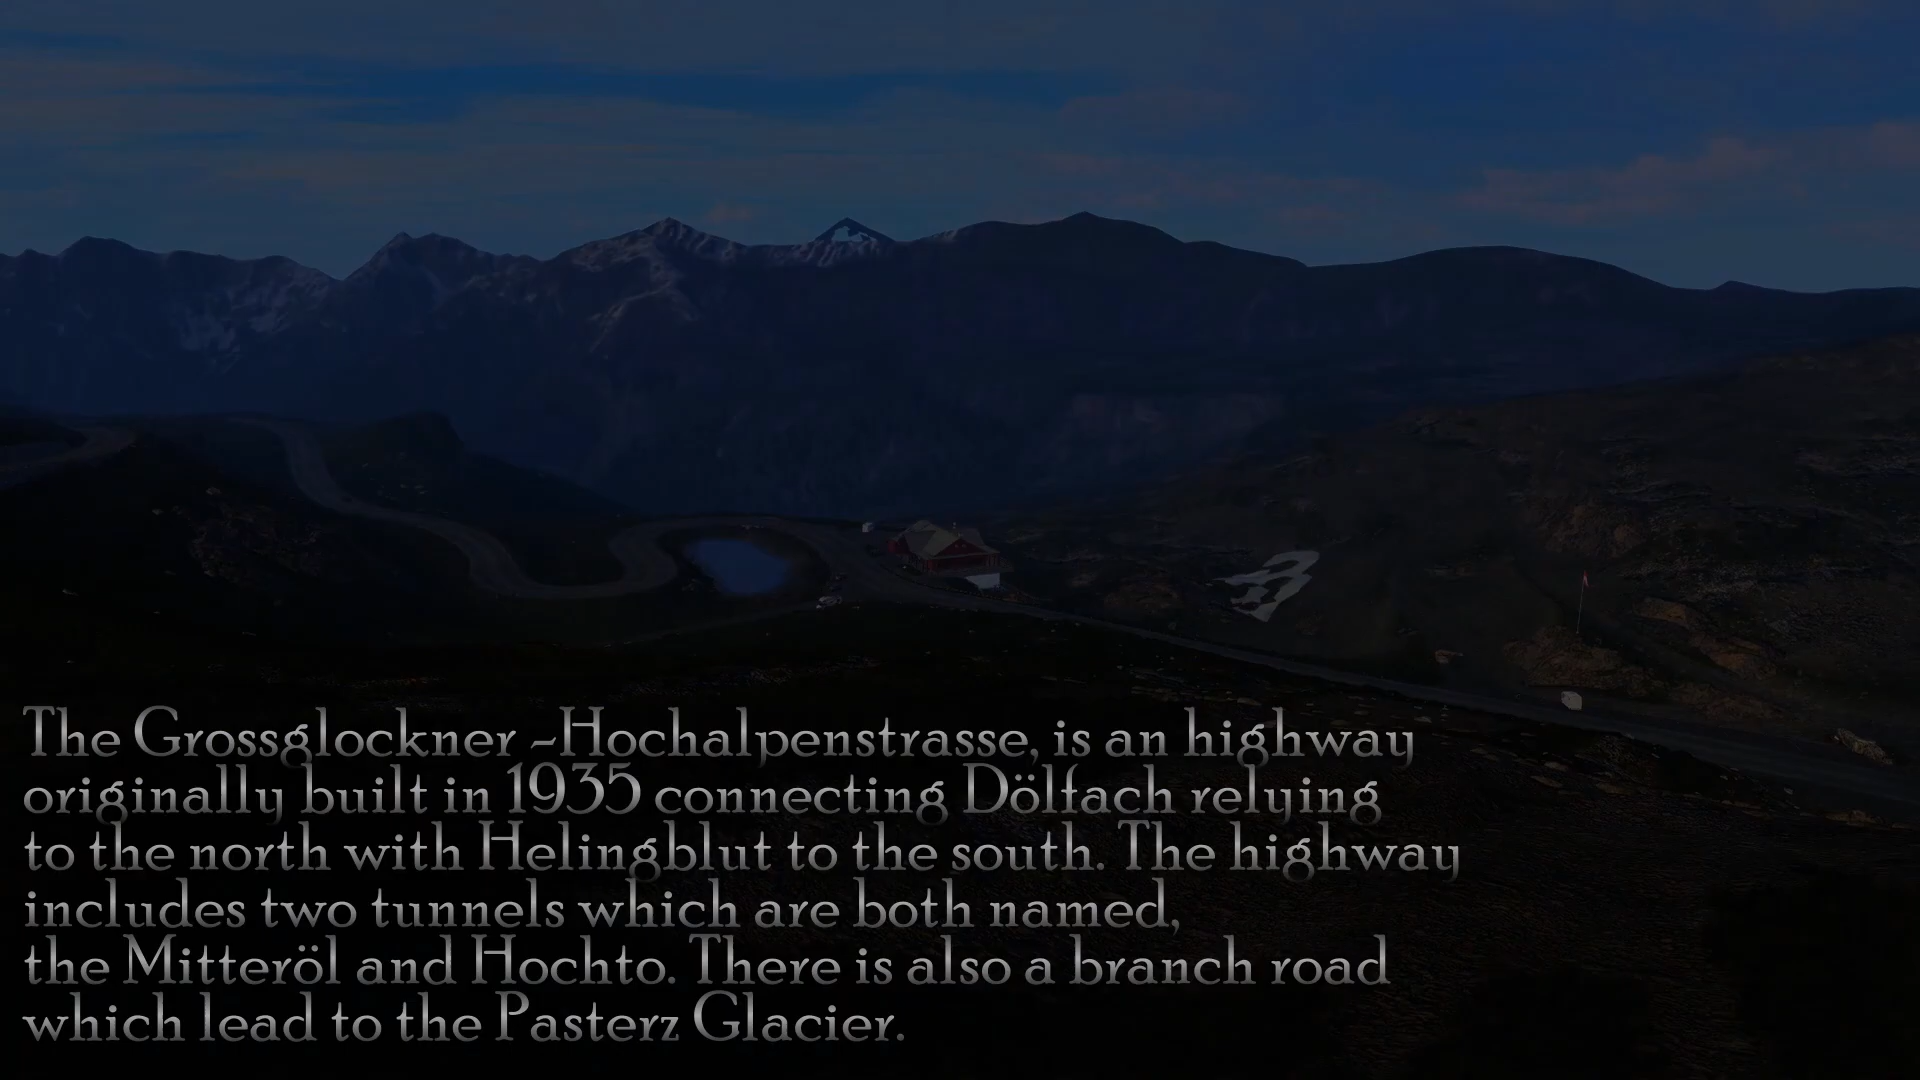 The Grossglockner -Hochalpenstrasse, is an highway
originally built in 1935 connecting Dölfach relying
to the north with Helingblut to the south. The highway
includes two tunnels which are both named,
the Mitteröl and Hochto. There is also a branch road
which lead to the Pasterz Glacier.